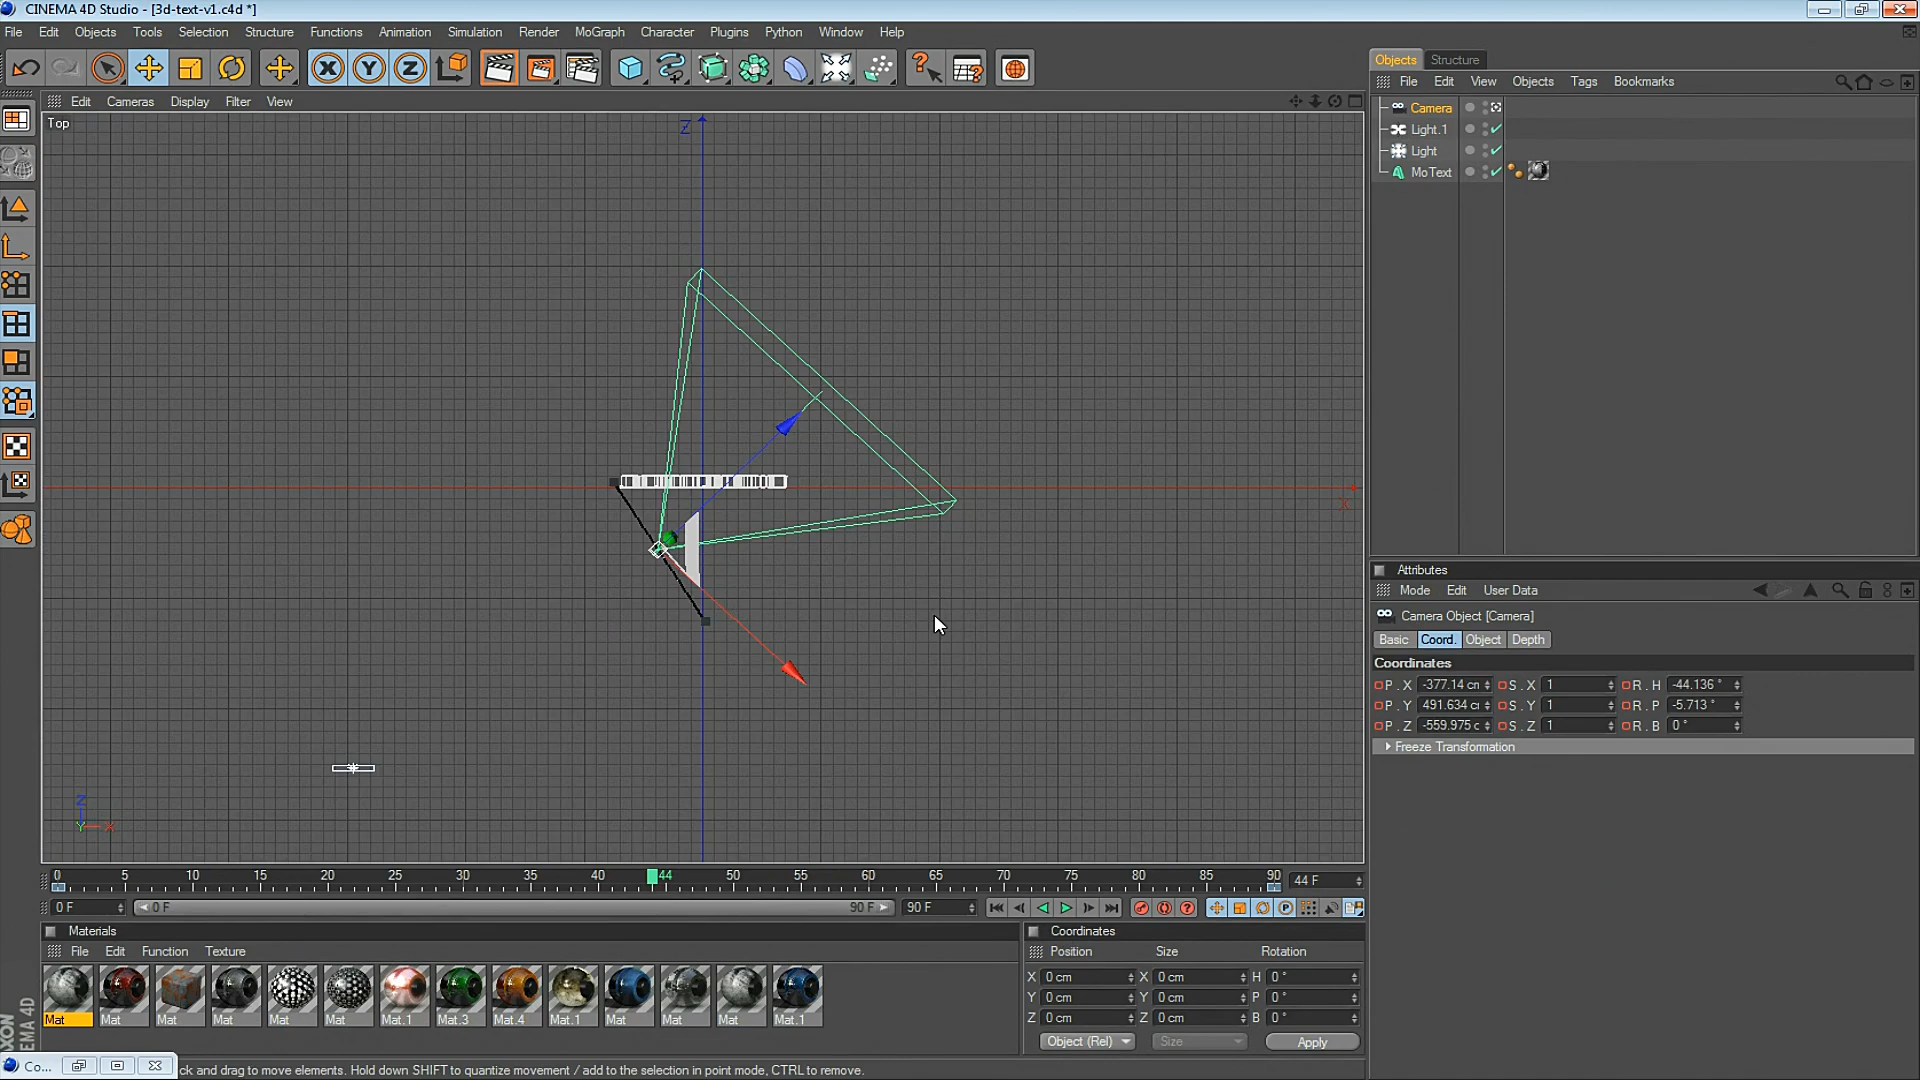 CINEMA 4D Studio - [3d-text-v1.c4d *]
File Edit Objects Tools Selection Structure Functions Animation Simulation Render MoGraph Character Plugins Python Window Help
X Y Z
Objects Structure
File Edit View Objects Tags Bookmarks
Edit Cameras Display Filter View
Camera
Light.1
Light
MoText
Top
Z
X
Z
Y X
Attributes
Mode Edit User Data
Camera Object [Camera]
Basic Coord. Object Depth
Coordinates
P . X -377.14 cm S . X 1 R . H -44.136 °
P . Y 491.634 c S . Y 1 R . P -5.713 °
P . Z -559.975 c S . Z 1 R . B 0 °
Freeze Transformation
0 5 10 15 20 25 30 35 40 44 50 55 60 65 70 75 80 85 90 44 F
0 F 0 F 90 F 90 F
Materials
File Edit Function Texture
Mat Mat Mat Mat Mat Mat Mat.1 Mat.3 Mat.4 Mat.1 Mat Mat Mat Mat.1
Coordinates
Position Size Rotation
X 0 cm X 0 cm H 0 °
Y 0 cm Y 0 cm P 0 °
Z 0 cm Z 0 cm B 0 °
Object (Rel) Size Apply
XON
EMA 4D
Co...
ck and drag to move elements. Hold down SHIFT to quantize movement / add to the selection in point mode, CTRL to remove.